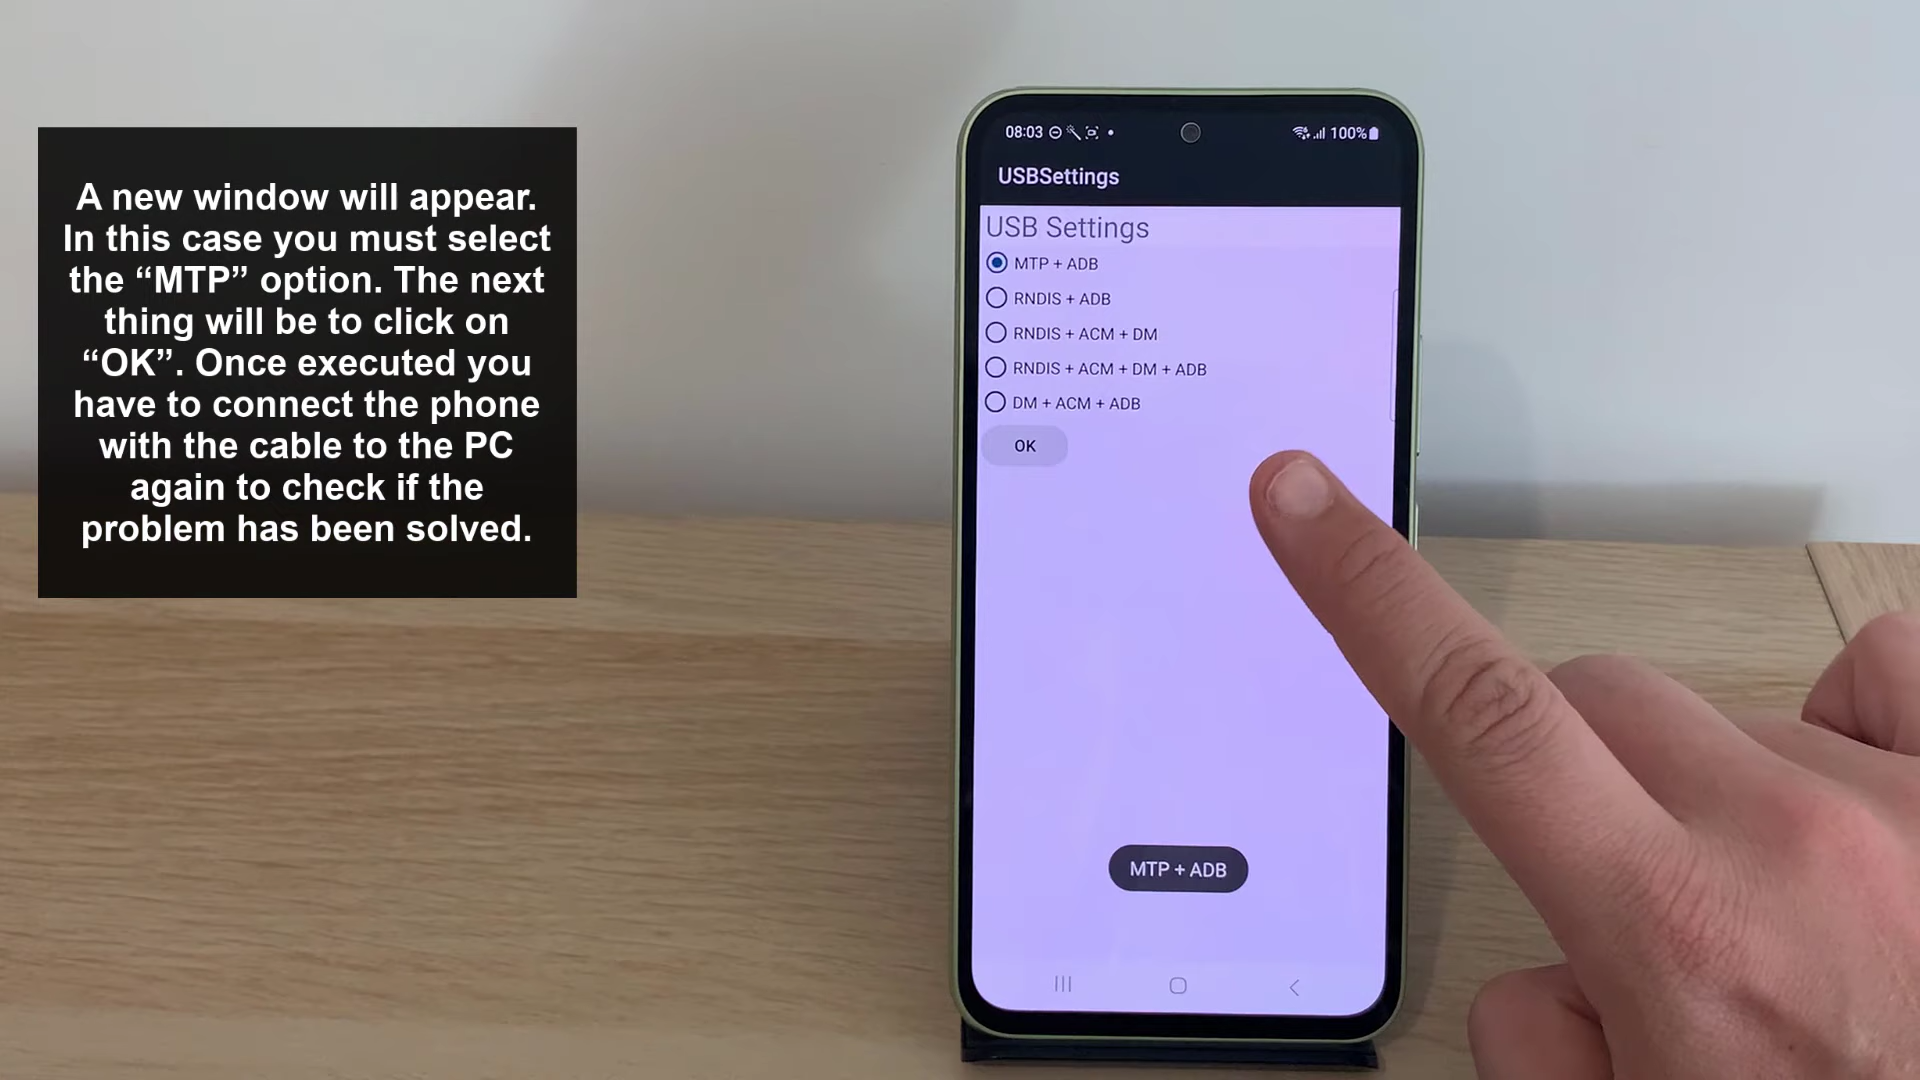 A new window will appear.
In this case you must select
the “MTP” option. The next
thing will be to click on
“OK”. Once executed you
have to connect the phone
with the cable to the PC
again to check if the
problem has been solved.
08:03
100%
USBSettings
USB Settings
MTP + ADB
RNDIS + ADB
RNDIS + ACM + DM
RNDIS + ACM + DM + ADB
DM + ACM + ADB
OK
MTP + ADB